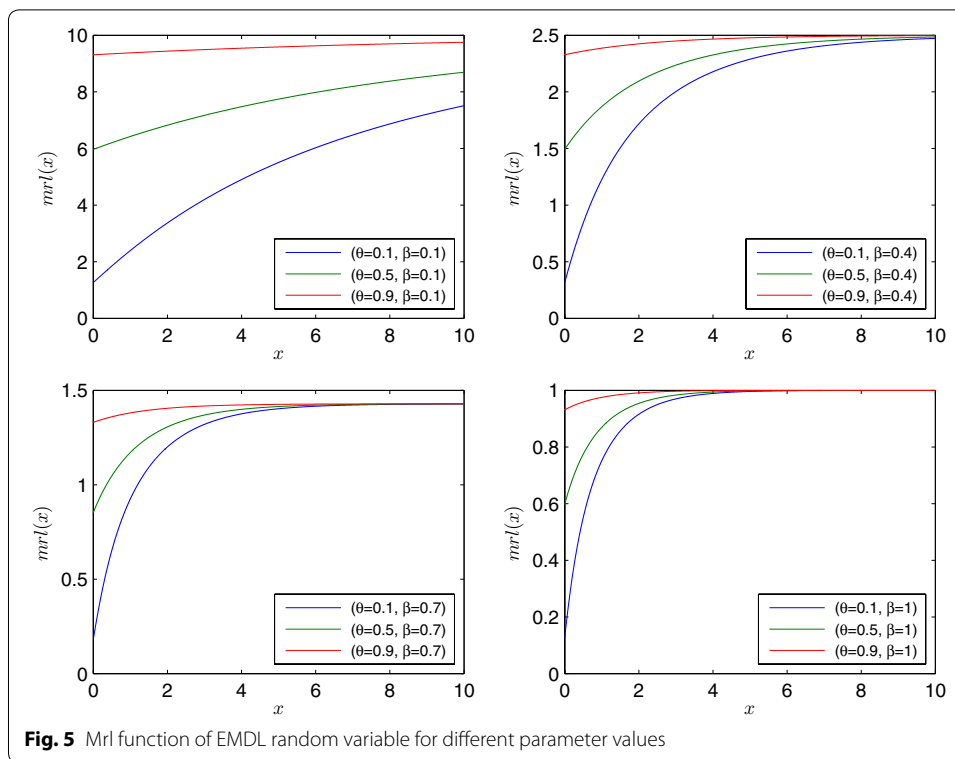 10
8
6
4
2
0
mrl(x)
0 2 4 6 8 10
x
(θ=0.1, β=0.1)
(θ=0.5, β=0.1)
(θ=0.9, β=0.1)
2.5
2
1.5
1
0.5
0
mrl(x)
0 2 4 6 8 10
x
(θ=0.1, β=0.4)
(θ=0.5, β=0.4)
(θ=0.9, β=0.4)
1.5
1
0.5
0
mrl(x)
0 2 4 6 8 10
x
(θ=0.1, β=0.7)
(θ=0.5, β=0.7)
(θ=0.9, β=0.7)
1
0.8
0.6
0.4
0.2
0
mrl(x)
0 2 4 6 8 10
x
(θ=0.1, β=1)
(θ=0.5, β=1)
(θ=0.9, β=1)
Fig. 5 Mrl function of EMDL random variable for different parameter values